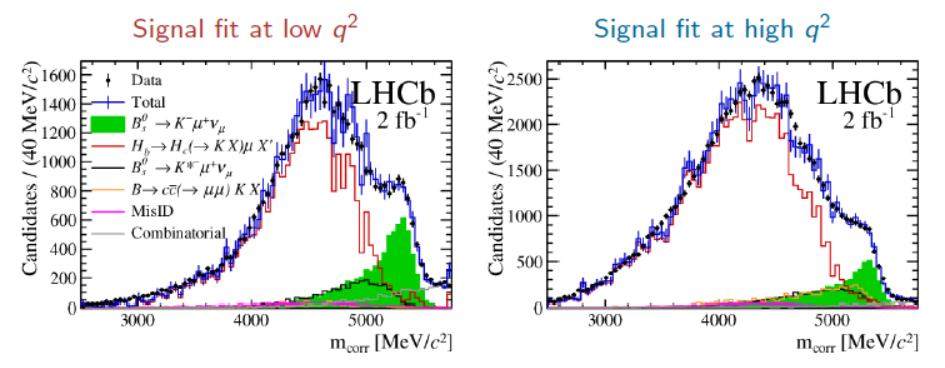 Signal fit at low q²
Signal fit at high q²
Candidates / (40 MeV/c²)
1600
1400
1200
1000
800
600
400
200
0
Data
Total
B⁰ₛ → K⁻μ⁺νμ
H_b → H_c(→ K X)μ X'
B⁰ₛ → K*⁻μ⁺νμ
B → cc̄(→ μμ) K X
MisID
Combinatorial
LHCb
2 fb⁻¹
3000 4000 5000
m_corr [MeV/c²]
Candidates / (40 MeV/c²)
2500
2000
1500
1000
500
0
LHCb
2 fb⁻¹
3000 4000 5000
m_corr [MeV/c²]